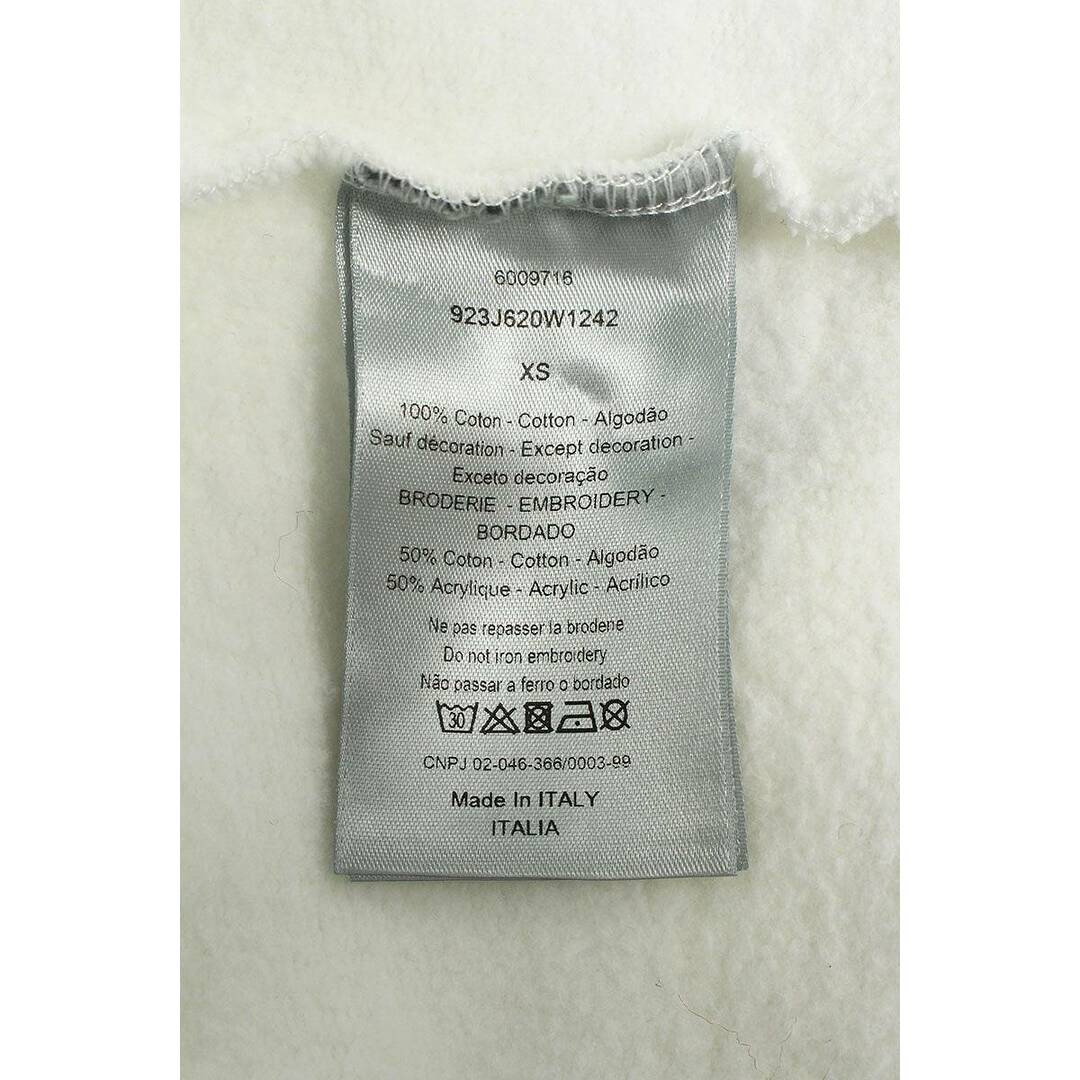 6009716
923J620W1242
XS
100% Coton - Cotton - Algodão
Sauf décoration - Except decoration -
Exceto decoração
BRODERIE - EMBROIDERY -
BORDADO
50% Coton - Cotton - Algodão
50% Acrylique - Acrylic - Acrílico
Ne pas repasser la broderie
Do not iron embroidery
Não passar a ferro o bordado
30
CNPJ 02-046-366/0003-99
Made In ITALY
ITALIA